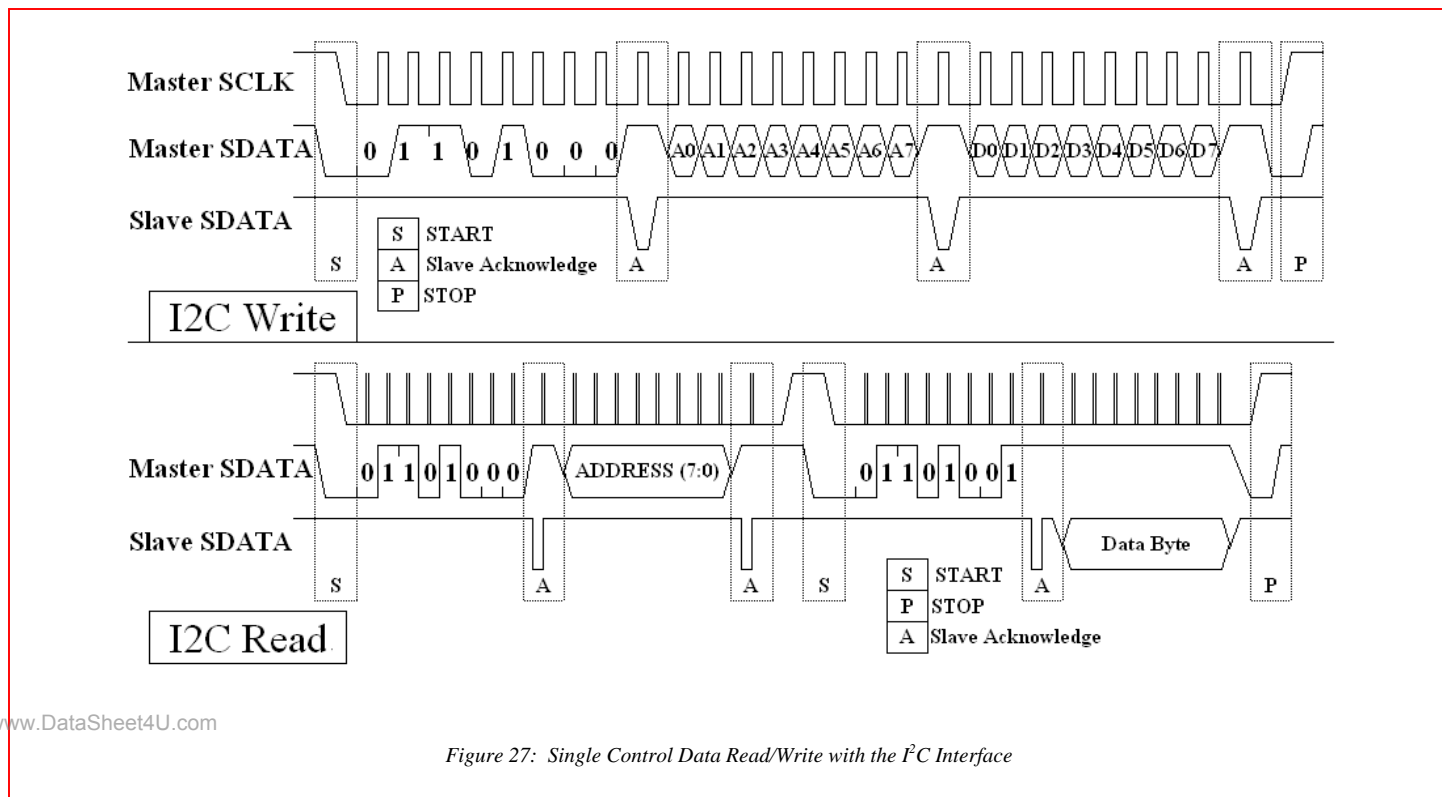 Master SCLK
Master SDATA 0 1 1 0 1 0 0 0 A0 A1 A2 A3 A4 A5 A6 A7 D0 D1 D2 D3 D4 D5 D6 D7
Slave SDATA
S START
A Slave Acknowledge
P STOP
S A A A P
I2C Write
Master SDATA 0 1 1 0 1 0 0 0 ADDRESS (7:0) 0 1 1 0 1 0 0 1
Slave SDATA Data Byte
S A A S A P
S START
P STOP
A Slave Acknowledge
I2C Read
www.DataSheet4U.com
Figure 27: Single Control Data Read/Write with the I²C Interface